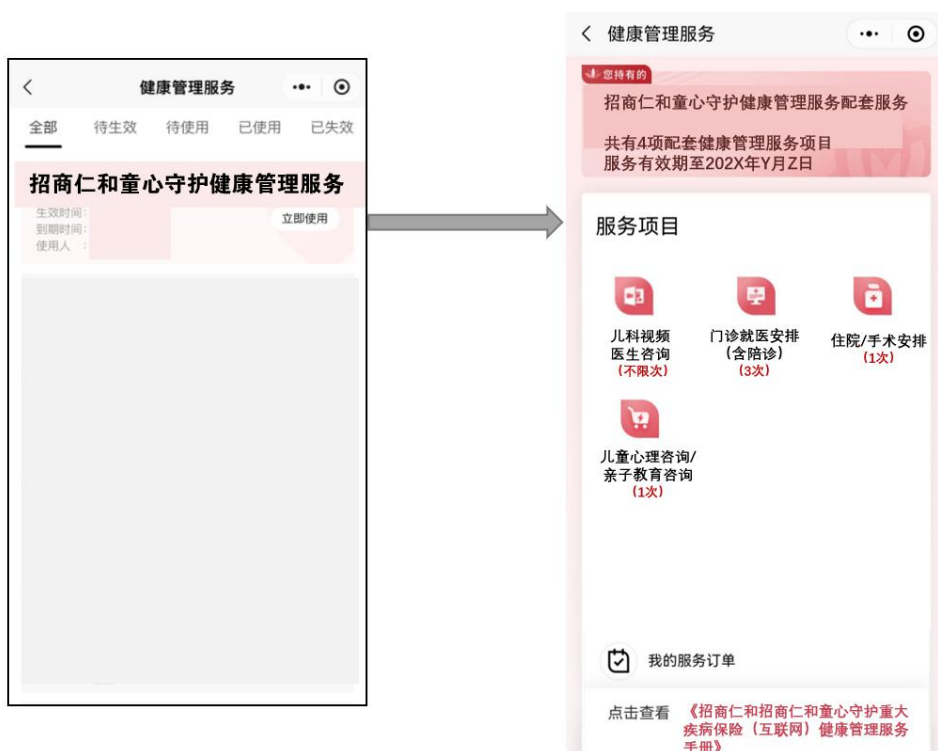 健康管理服务
全部 待生效 待使用 已使用 已失效
招商仁和童心守护健康管理服务
生效时间:
到期时间:
使用人 :
立即使用
健康管理服务
您持有的
招商仁和童心守护健康管理服务配套服务
共有4项配套健康管理服务项目
服务有效期至202X年Y月Z日
服务项目
儿科视频
医生咨询
(不限次)
门诊就医安排
(含陪诊)
(3次)
住院/手术安排
(1次)
儿童心理咨询/
亲子教育咨询
(1次)
我的服务订单
点击查看 《招商仁和招商仁和童心守护重大
疾病保险（互联网）健康管理服务
手册》